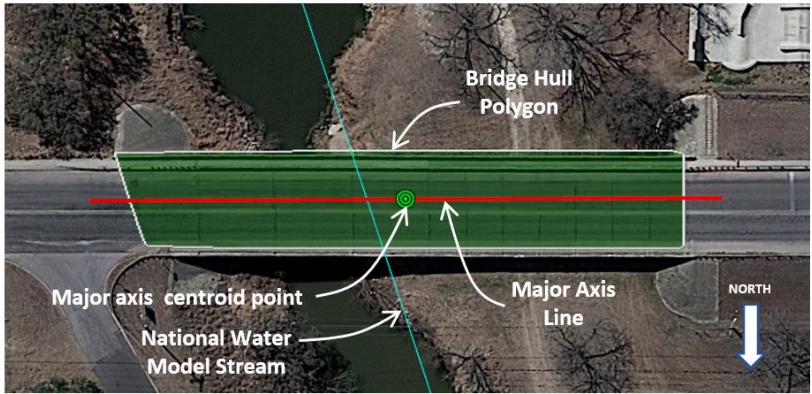 Bridge Hull
Polygon
Major axis centroid point
Major Axis
Line
National Water
Model Stream
NORTH